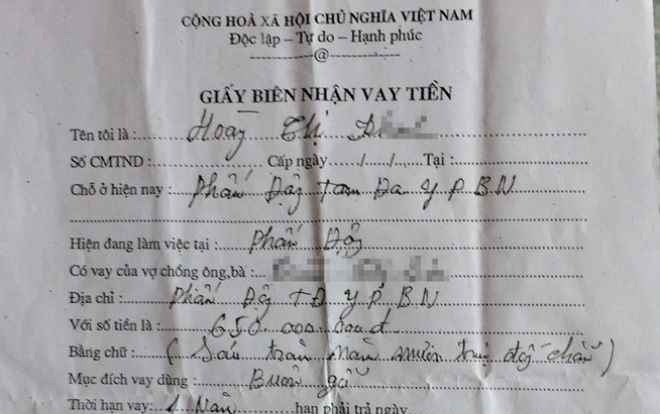 CỘNG HOÀ XÃ HỘI CHỦ NGHĨA VIỆT NAM
Độc lập – Tự do – Hạnh phúc
------------@------------
GIẤY BIÊN NHẬN VAY TIỀN
Tên tôi là : Hoàng Thị
Số CMTND : Cấp ngày / / Tại :
Chỗ ở hiện nay : Phấn Động Tam Đa Y.P.B.N
Hiện đang làm việc tại : Phấn Động
Có vay của vợ chồng ông,bà :
Địa chỉ : Phấn Động TĐ Y.P. B.N
Với số tiền là : 650 000.000đ
Bằng chữ : ( Sáu trăm năm mươi triệu chẵn )
Mục đích vay dùng : Buôn gỗ
Thời hạn vay: 1 Năm hạn phải trả ngày